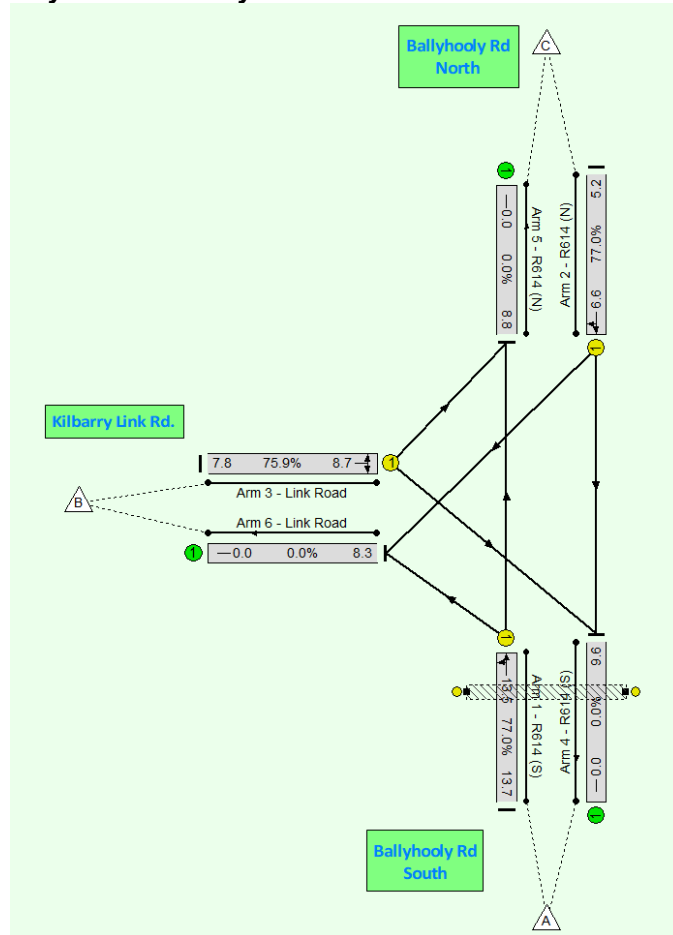 Ballyhooly Rd
North
C
Arm 5 - R614 (N)
0.0 0.0% 8.8
1
Arm 2 - R614 (N)
5.2 77.0% 6.6
1
Kilbarry Link Rd.
7.8 75.9% 8.7
1
Arm 3 - Link Road
B
Arm 6 - Link Road
1
0.0 0.0% 8.3
1
Arm 1 - R614 (S)
13.5 77.0% 13.7
Arm 4 - R614 (S)
9.6 0.0% 0.0
1
Ballyhooly Rd
South
A